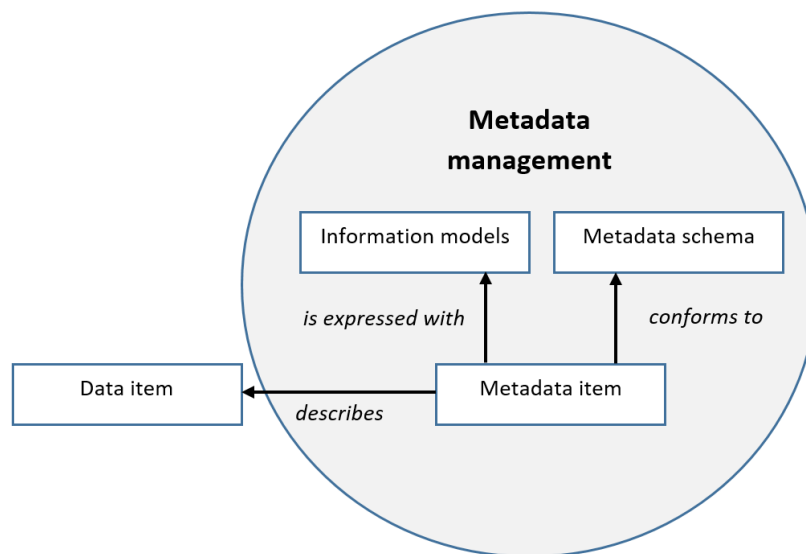 Metadata
management
Information models
Metadata schema
is expressed with
conforms to
Data item
Metadata item
describes